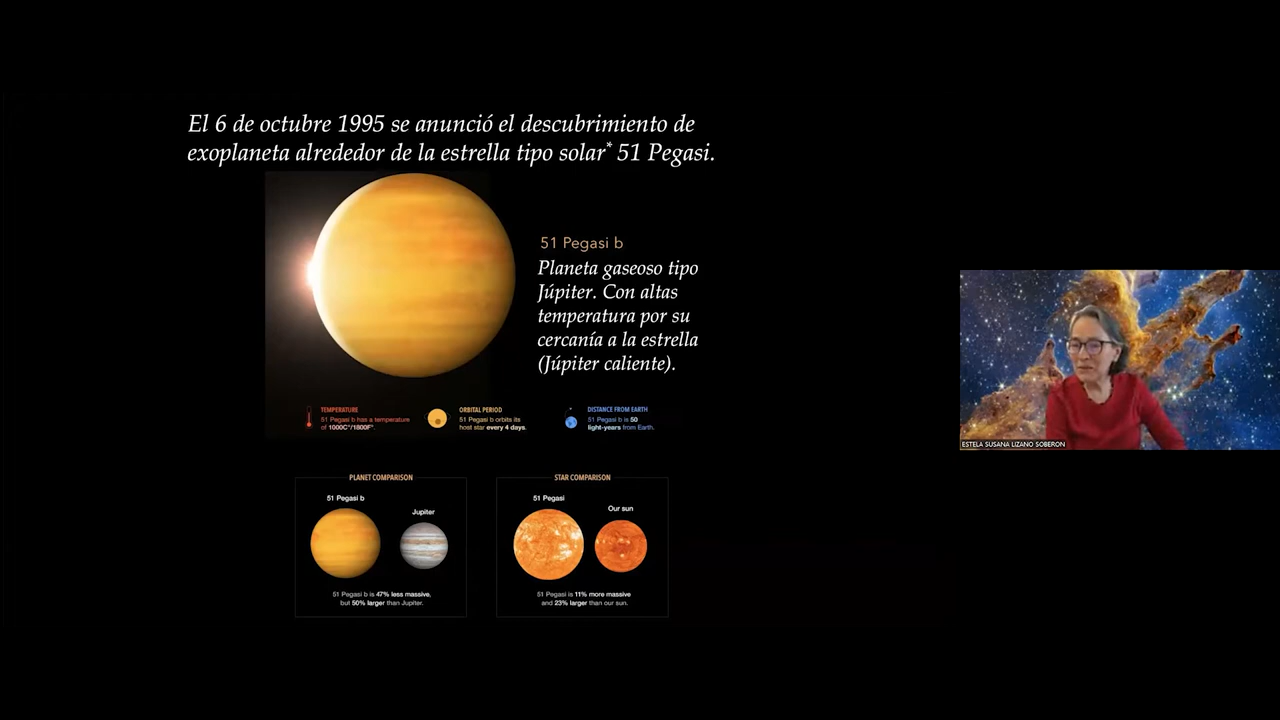 El 6 de octubre 1995 se anunció el descubrimiento de
exoplaneta alrededor de la estrella tipo solar* 51 Pegasi.
51 Pegasi b
Planeta gaseoso tipo
Júpiter. Con altas
temperatura por su
cercanía a la estrella
(Júpiter caliente).
TEMPERATURE
51 Pegasi b has a temperature
of 1000C°/1800F°.
ORBITAL PERIOD
51 Pegasi b orbits its
host star every 4 days.
DISTANCE FROM EARTH
51 Pegasi b is 50
light-years from Earth.
PLANET COMPARISON
51 Pegasi b
Jupiter
51 Pegasi b is 47% less massive,
but 50% larger than Jupiter.
STAR COMPARISON
51 Pegasi
Our sun
51 Pegasi is 11% more massive
and 23% larger than our sun.
ESTELA SUSANA LIZANO SOBERON